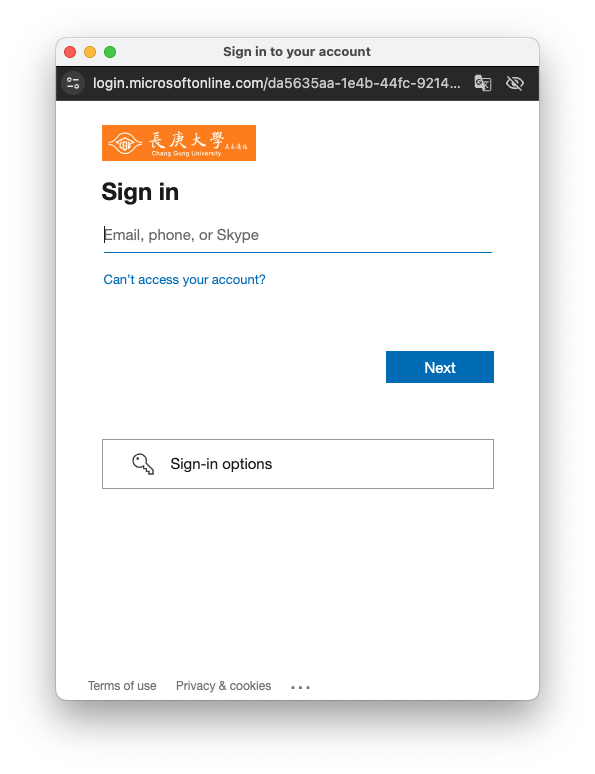 Sign in to your account
login.microsoftonline.com/da5635aa-1e4b-44fc-9214...
長庚大學
Chang Gung University
Sign in
Email, phone, or Skype
Can't access your account?
Next
Sign-in options
Terms of use Privacy & cookies ...